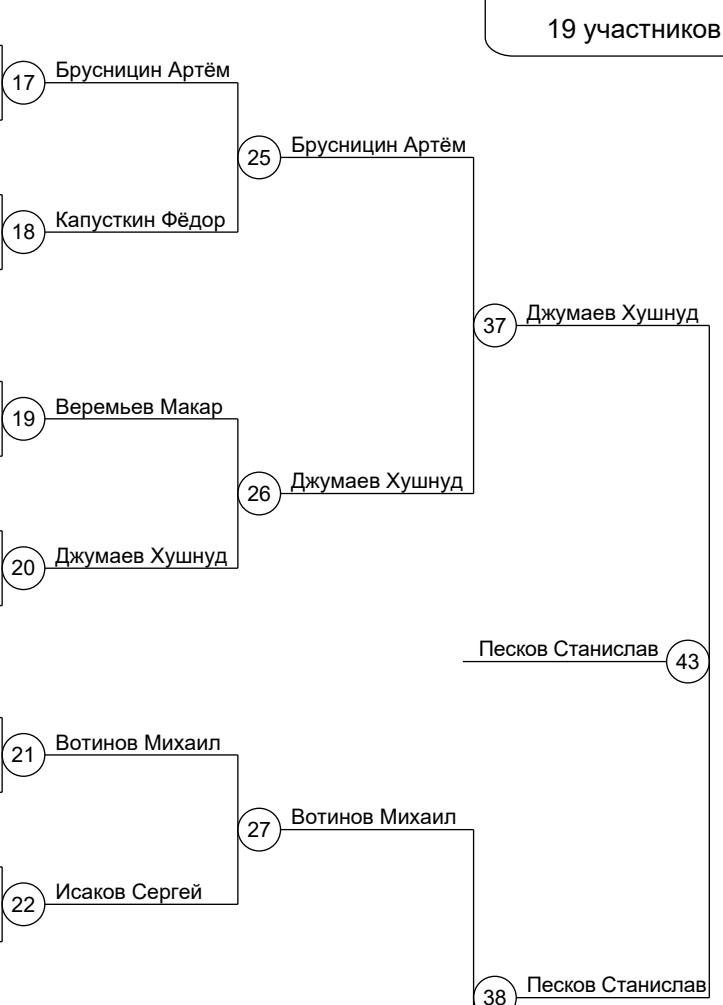 19 участников
17 Брусницин Артём
25 Брусницин Артём
18 Капусткин Фёдор
37 Джумаев Хушнуд
19 Веремьев Макар
26 Джумаев Хушнуд
20 Джумаев Хушнуд
Песков Станислав 43
21 Вотинов Михаил
27 Вотинов Михаил
22 Исаков Сергей
38 Песков Станислав